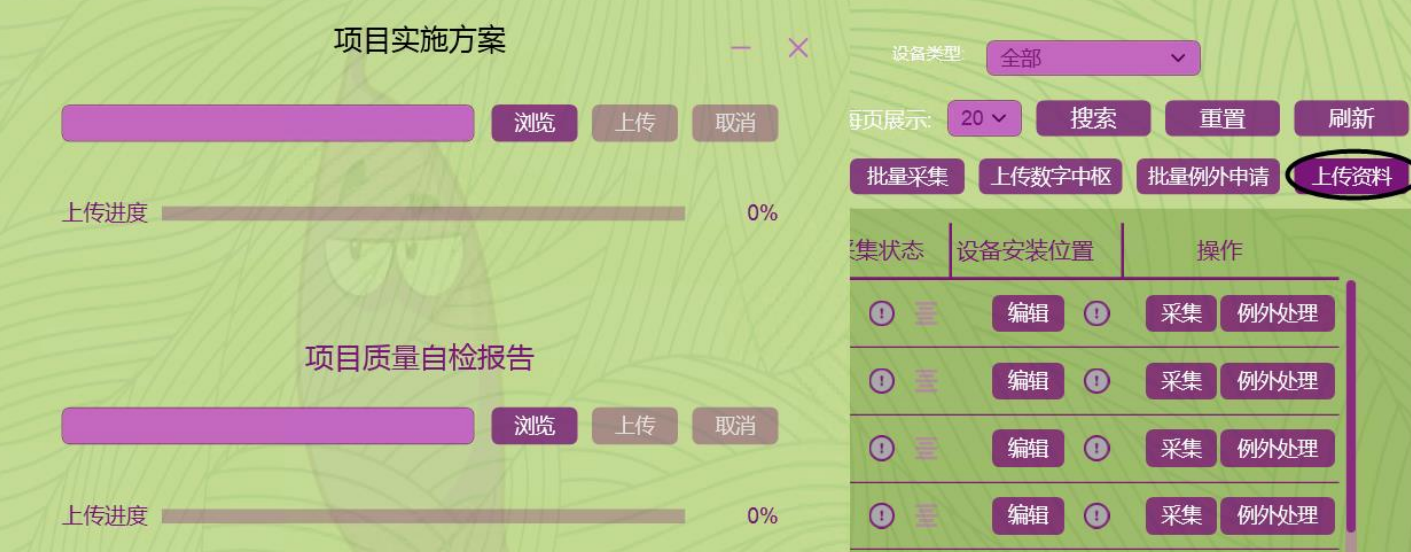 项目实施方案
浏览 上传 取消
上传进度 0%
项目质量自检报告
浏览 上传 取消
上传进度 0%
设备类型: 全部
每页展示: 20 搜索 重置 刷新
批量采集 上传数字中枢 批量例外申请 上传资料
采集状态 设备安装位置 操作
编辑 采集 例外处理
编辑 采集 例外处理
编辑 采集 例外处理
编辑 采集 例外处理